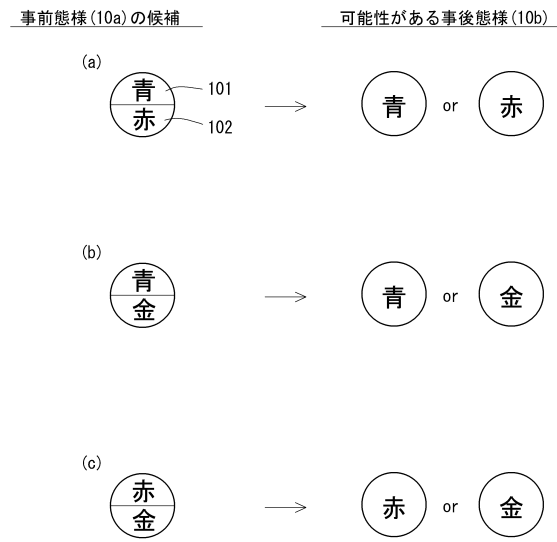 事前態様(10a)の候補
可能性がある事後態様(10b)
(a)
青
赤
101
102
青 or 赤
(b)
青
金
青 or 金
(c)
赤
金
赤 or 金